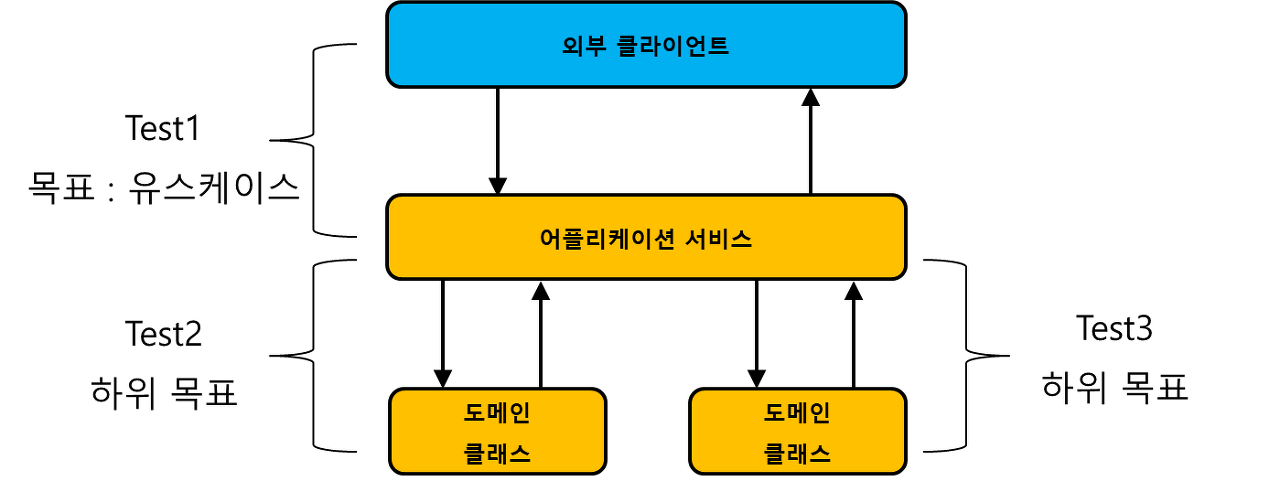 외부 클라이언트
Test1
목표 : 유스케이스
어플리케이션 서비스
Test2
하위 목표
Test3
하위 목표
도메인
클래스
도메인
클래스